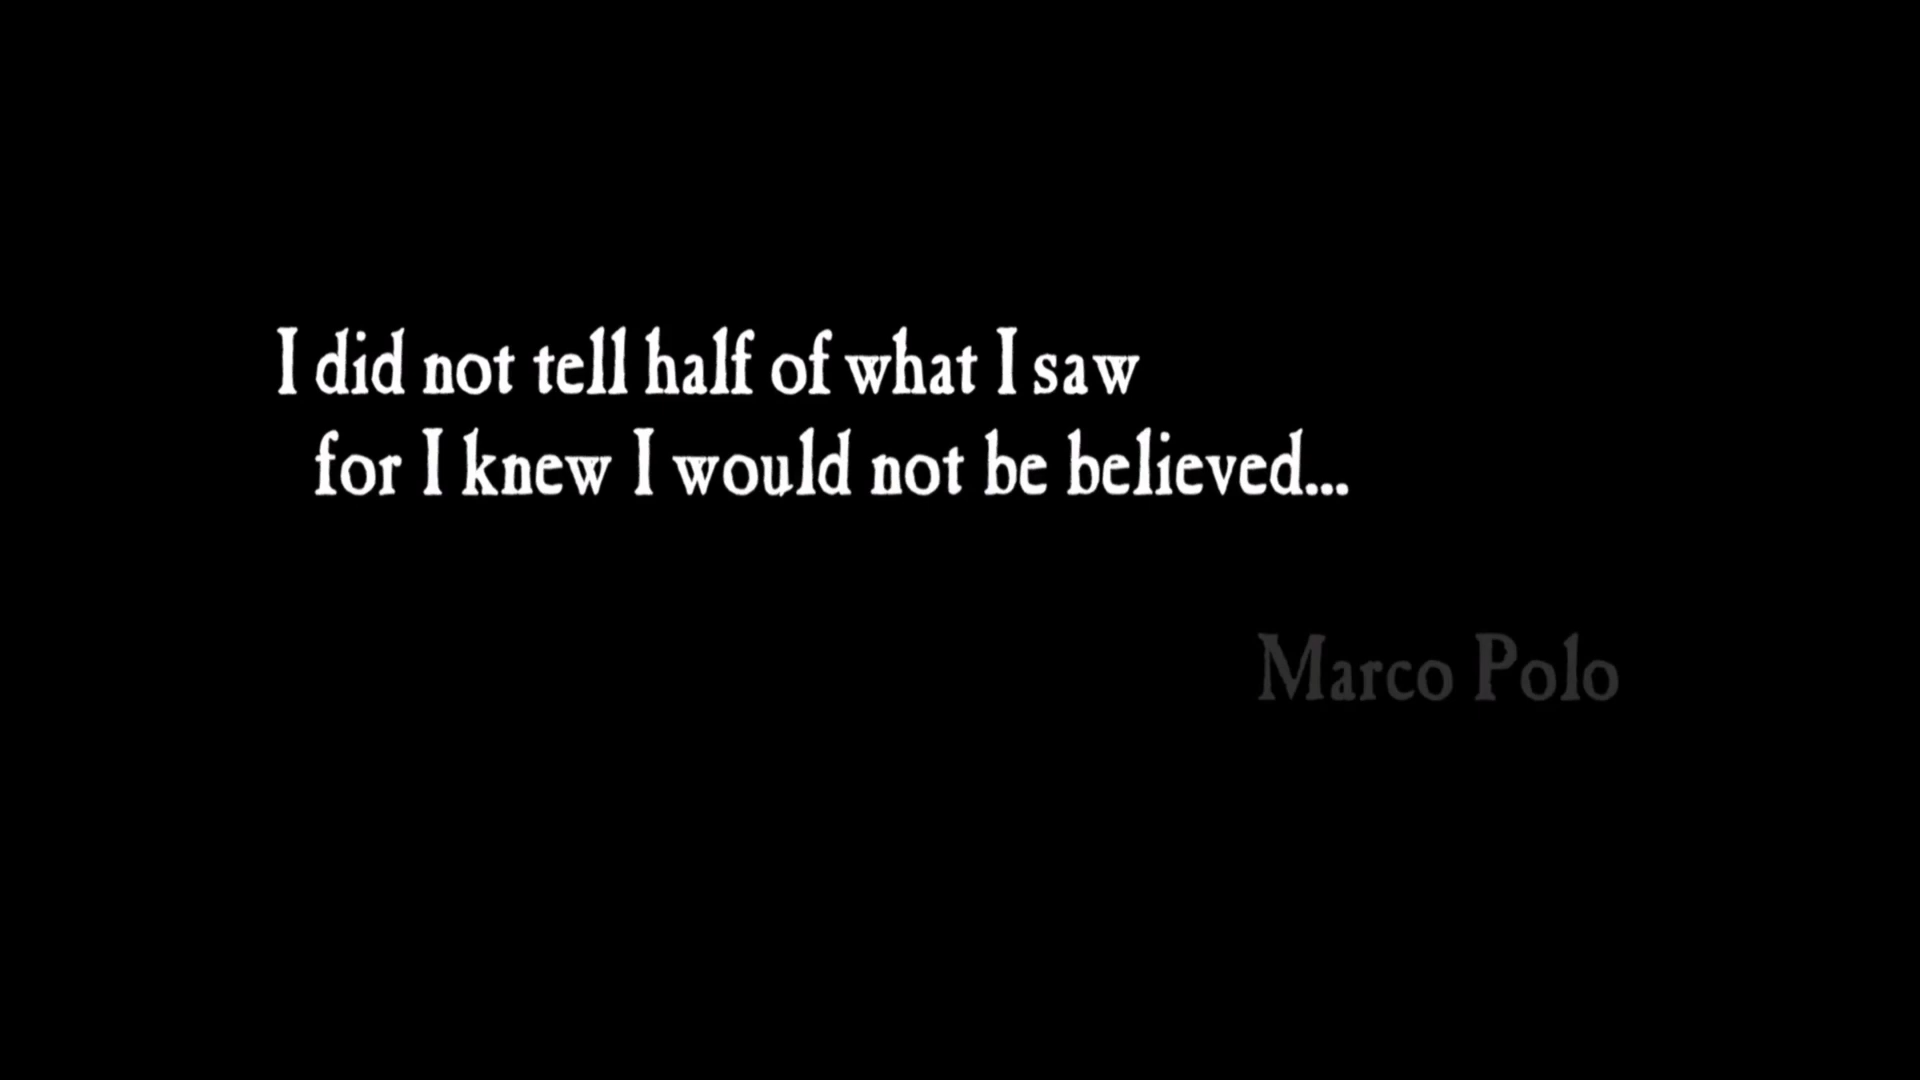 I did not tell half of what I saw
for I knew I would not be believed...
Marco Polo